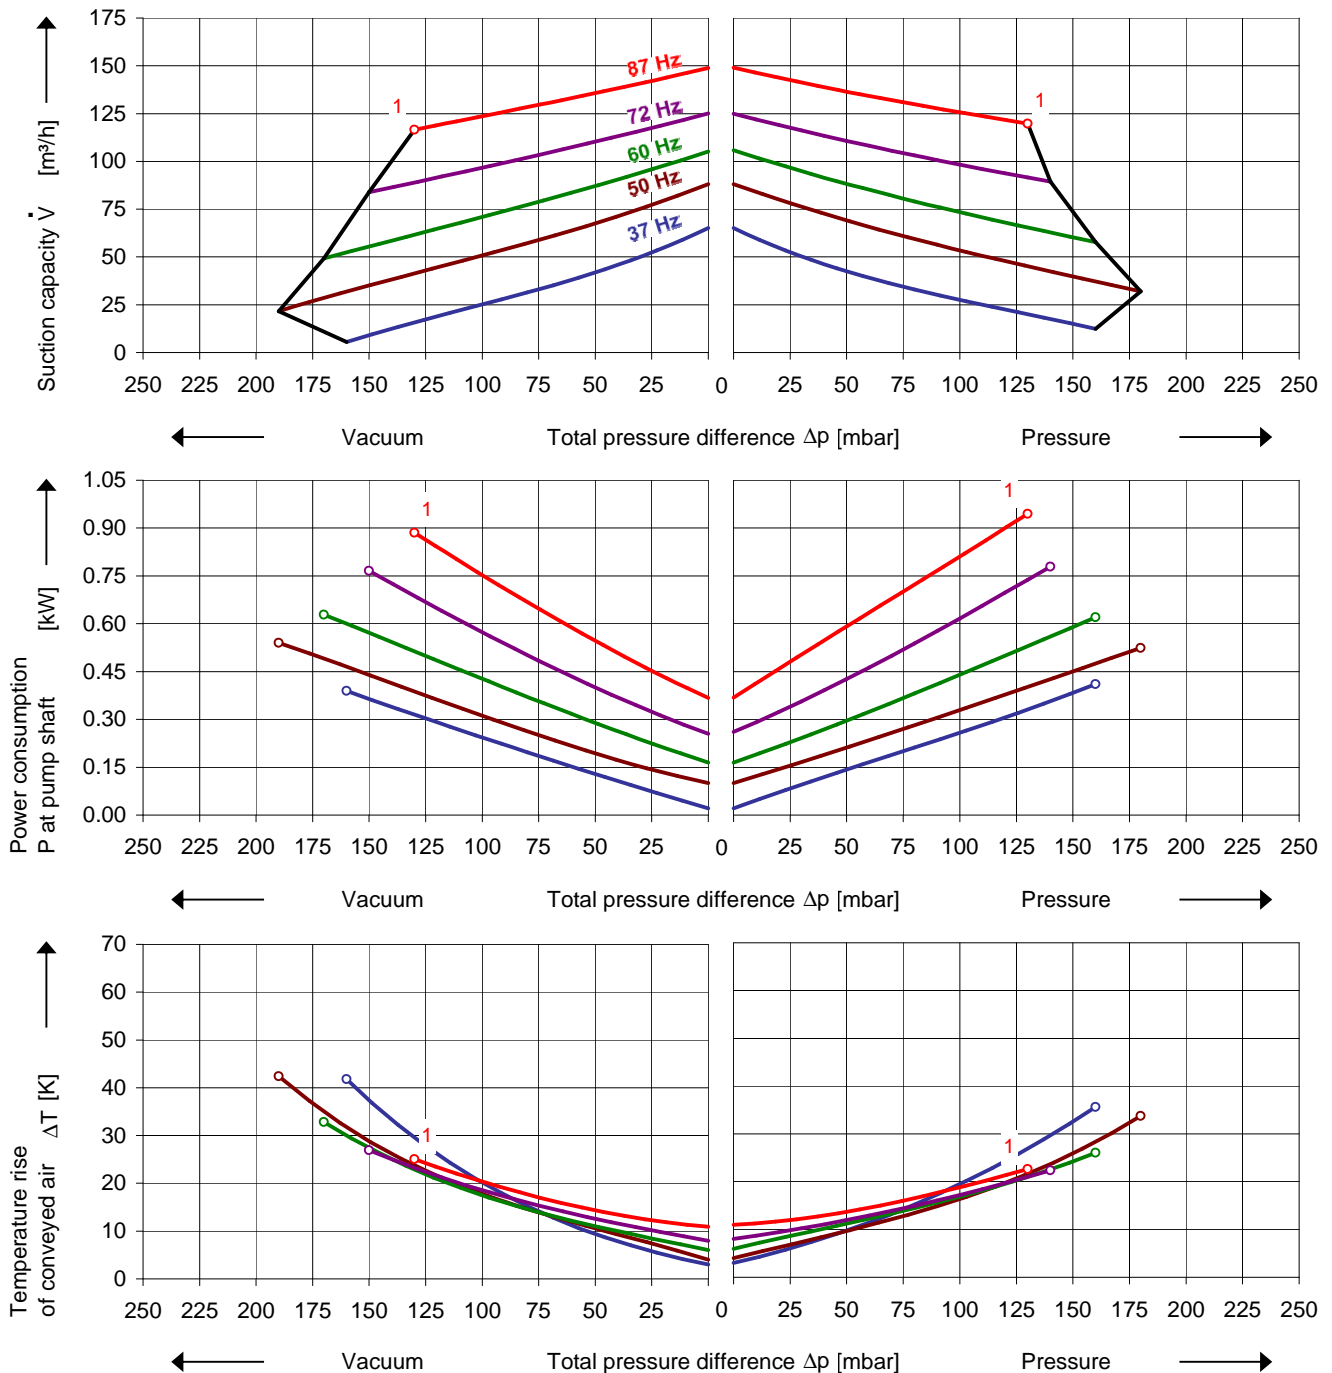 Suction capacity V̇ [m³/h]
175
150
125
100
75
50
25
0
87 Hz
72 Hz
60 Hz
50 Hz
37 Hz
1
1
250 225 200 175 150 125 100 75 50 25 0 25 50 75 100 125 150 175 200 225 250
Vacuum Total pressure difference Δp [mbar] Pressure
Power consumption
P at pump shaft [kW]
1.05
0.90
0.75
0.60
0.45
0.30
0.15
0.00
1
1
250 225 200 175 150 125 100 75 50 25 0 25 50 75 100 125 150 175 200 225 250
Vacuum Total pressure difference Δp [mbar] Pressure
Temperature rise
of conveyed air ΔT [K]
70
60
50
40
30
20
10
0
1
1
250 225 200 175 150 125 100 75 50 25 0 25 50 75 100 125 150 175 200 225 250
Vacuum Total pressure difference Δp [mbar] Pressure